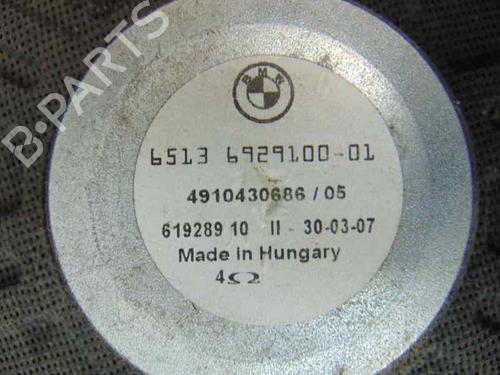 B-PARTS
BMW
6513 6929100-01
4910430686 / 05
619289 10 II - 30-03-07
Made in Hungary
4Ω